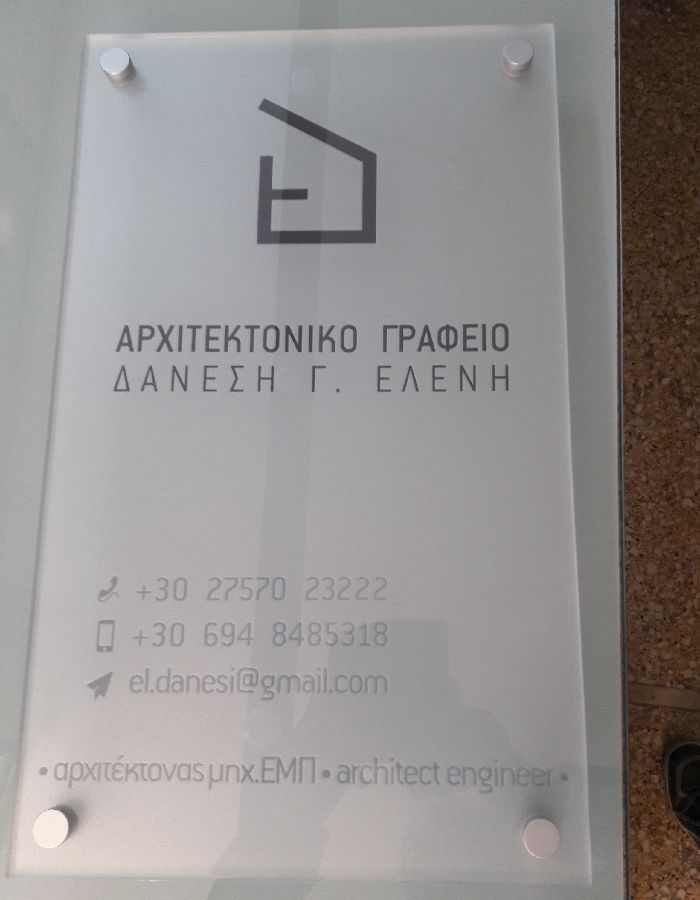 ΑΡΧΙΤΕΚΤΟΝΙΚΟ ΓΡΑΦΕΙΟ
ΔΑΝΕΣΗ Γ. ΕΛΕΝΗ
+30 27570 23222
+30 694 8485318
el.danesi@gmail.com
• αρχιτέκτονας μηχ.ΕΜΠ • architect engineer •